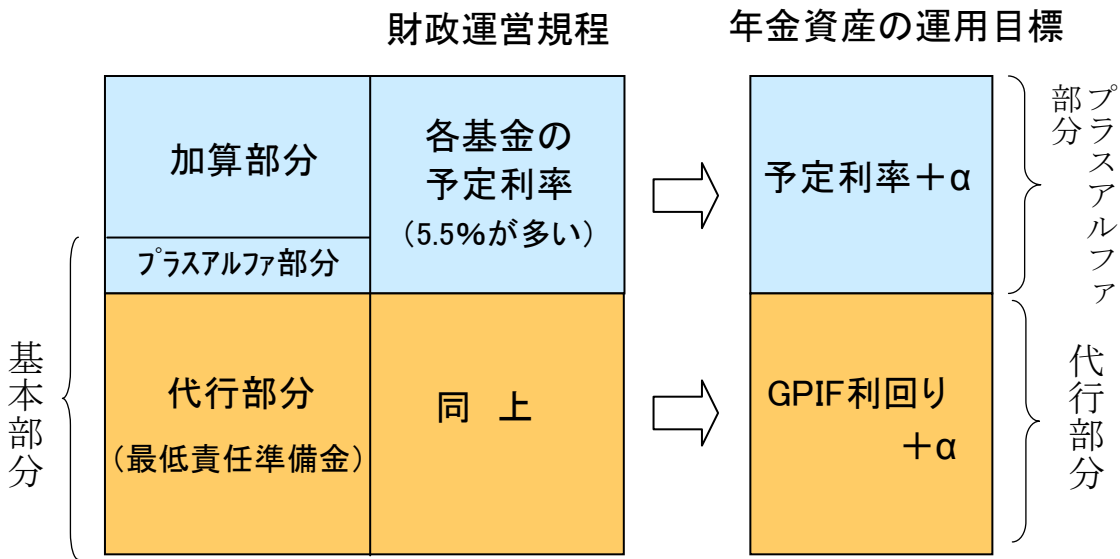 財政運営規程
年金資産の運用目標
加算部分
プラスアルファ部分
各基金の
予定利率
（5.5%が多い）
予定利率＋α
プラスアルファ
部分
基本部分
代行部分
（最低責任準備金）
同 上
GPIF利回り
＋α
代行部分